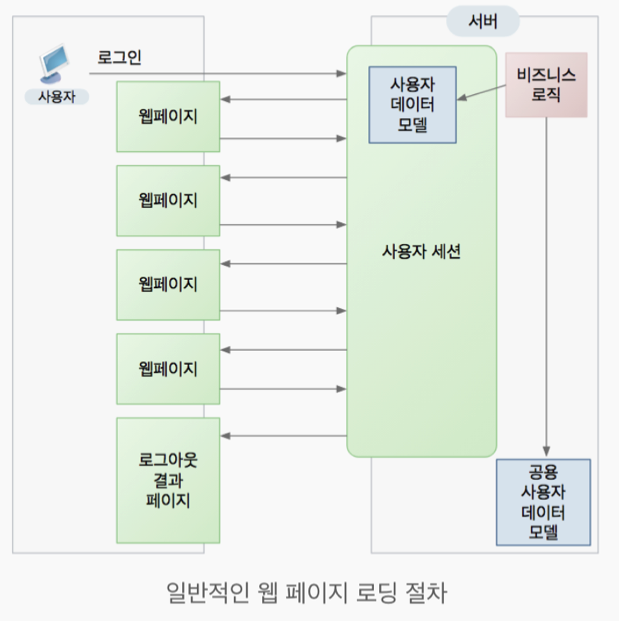 서버
로그인
사용자
사용자
데이터
모델
비즈니스
로직
웹페이지
웹페이지
사용자 세션
웹페이지
웹페이지
로그아웃
결과
페이지
공용
사용자
데이터
모델
일반적인 웹 페이지 로딩 절차